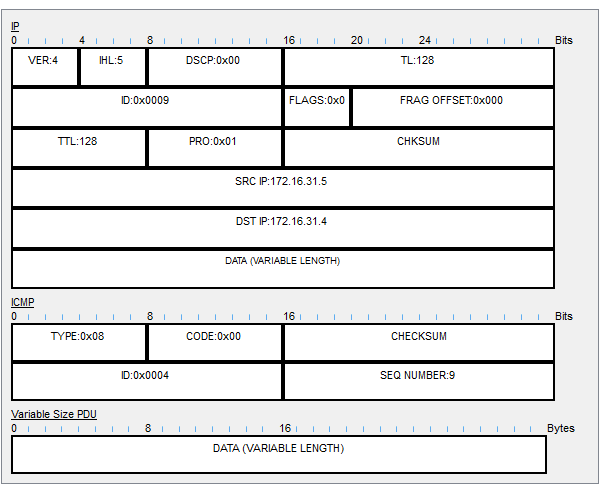 IP
0 4 8 16 20 24 Bits
VER:4 IHL:5 DSCP:0x00 TL:128
ID:0x0009 FLAGS:0x0 FRAG OFFSET:0x000
TTL:128 PRO:0x01 CHKSUM
SRC IP:172.16.31.5
DST IP:172.16.31.4
DATA (VARIABLE LENGTH)
ICMP
0 8 16 Bits
TYPE:0x08 CODE:0x00 CHECKSUM
ID:0x0004 SEQ NUMBER:9
Variable Size PDU
0 8 16 Bytes
DATA (VARIABLE LENGTH)